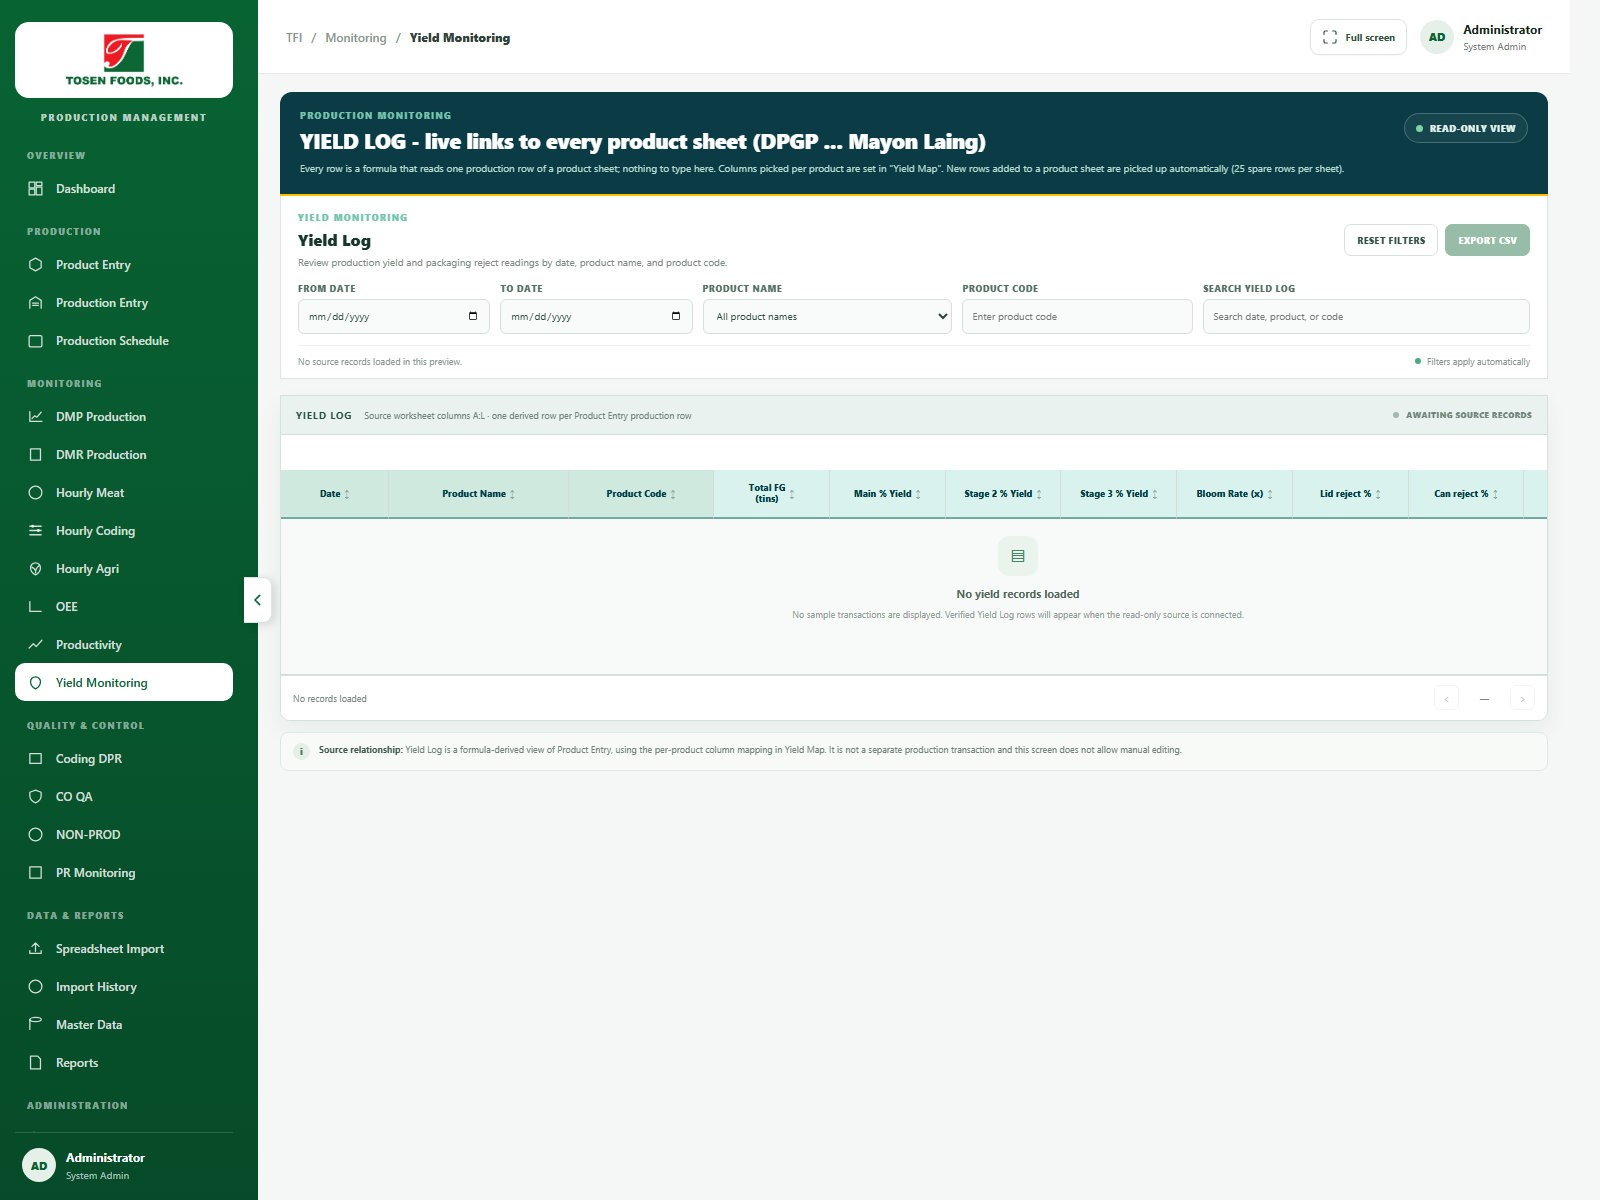 TOSEN FOODS, INC.
PRODUCTION MANAGEMENT
OVERVIEW
Dashboard
PRODUCTION
Product Entry
Production Entry
Production Schedule
MONITORING
DMP Production
DMR Production
Hourly Meat
Hourly Coding
Hourly Agri
OEE
Productivity
Yield Monitoring
QUALITY & CONTROL
Coding DPR
CO QA
NON-PROD
PR Monitoring
DATA & REPORTS
Spreadsheet Import
Import History
Master Data
Reports
ADMINISTRATION
AD Administrator
System Admin
TFI / Monitoring / Yield Monitoring
Full screen
AD Administrator
System Admin
PRODUCTION MONITORING
YIELD LOG - live links to every product sheet (DPGP ... Mayon Laing)
Every row is a formula that reads one production row of a product sheet; nothing to type here. Columns picked per product are set in "Yield Map". New rows added to a product sheet are picked up automatically (25 spare rows per sheet).
READ-ONLY VIEW
YIELD MONITORING
Yield Log
Review production yield and packaging reject readings by date, product name, and product code.
RESET FILTERS
EXPORT CSV
FROM DATE TO DATE PRODUCT NAME PRODUCT CODE SEARCH YIELD LOG
mm/dd/yyyy mm/dd/yyyy All product names Enter product code Search date, product, or code
No source records loaded in this preview.
Filters apply automatically
YIELD LOG Source worksheet columns A:L · one derived row per Product Entry production row
AWAITING SOURCE RECORDS
Date Product Name Product Code Total FG (tins) Main % Yield Stage 2 % Yield Stage 3 % Yield Bloom Rate (x) Lid reject % Can reject %
No yield records loaded
No sample transactions are displayed. Verified Yield Log rows will appear when the read-only source is connected.
No records loaded
‹ — ›
i Source relationship: Yield Log is a formula-derived view of Product Entry, using the per-product column mapping in Yield Map. It is not a separate production transaction and this screen does not allow manual editing.